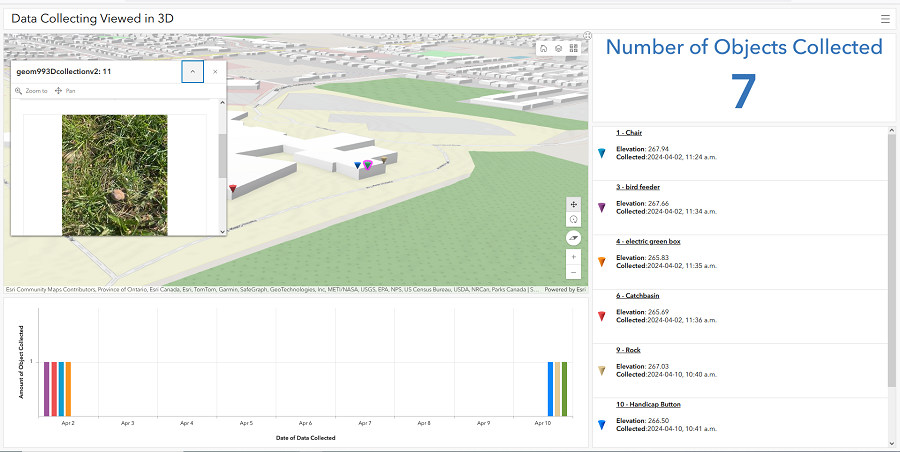 Data Collecting Viewed in 3D
geom993Dcollectionv2: 11
Zoom to Pan
Esri Community Maps Contributors, Province of Ontario, Esri Canada, Esri, TomTom, Garmin, SafeGraph, GeoTechnologies, Inc, METI/NASA, USGS, EPA, NPS, US Census Bureau, USDA, NRCan, Parks Canada | S... Powered by Esri
Amount of Object Collected
1
Apr 2 Apr 3 Apr 4 Apr 5 Apr 6 Apr 7 Apr 8 Apr 9 Apr 10
Date of Data Collected
Number of Objects Collected
7
1 - Chair
Elevation: 267.94
Collected:2024-04-02, 11:24 a.m.
3 - bird feeder
Elevation: 267.66
Collected:2024-04-02, 11:34 a.m.
4 - electric green box
Elevation: 265.83
Collected:2024-04-02, 11:35 a.m.
6 - Catchbasin
Elevation: 265.69
Collected:2024-04-02, 11:36 a.m.
9 - Rock
Elevation: 267.03
Collected:2024-04-10, 10:40 a.m.
10 - Handicap Button
Elevation: 266.50
Collected:2024-04-10, 10:41 a.m.